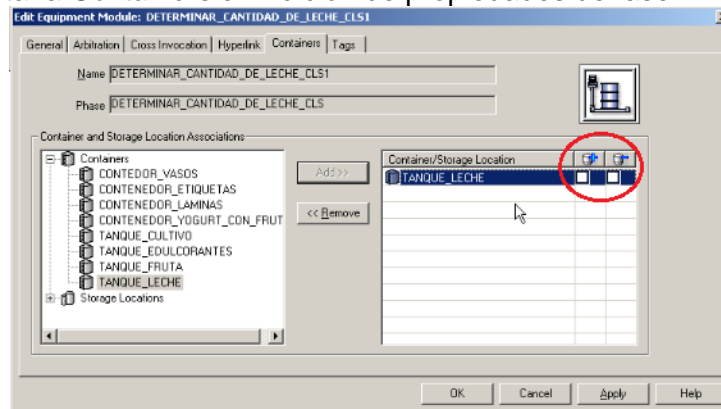 Edit Equipment Module: DETERMINAR_CANTIDAD_DE_LECHE_CLS1
General Arbitration Cross Invocation Hyperlink Containers Tags
Name DETERMINAR_CANTIDAD_DE_LECHE_CLS1
Phase DETERMINAR_CANTIDAD_DE_LECHE_CLS
Container and Storage Location Associations
Containers
CONTEDOR_VASOS
CONTENEDOR_ETIQUETAS
CONTENEDOR_LAMINAS
CONTENEDOR_YOGURT_CON_FRUT
TANQUE_CULTIVO
TANQUE_EDULCORANTES
TANQUE_FRUTA
TANQUE_LECHE
Storage Locations
Add >>
<< Remove
Container/Storage Location
TANQUE_LECHE
OK Cancel Apply Help